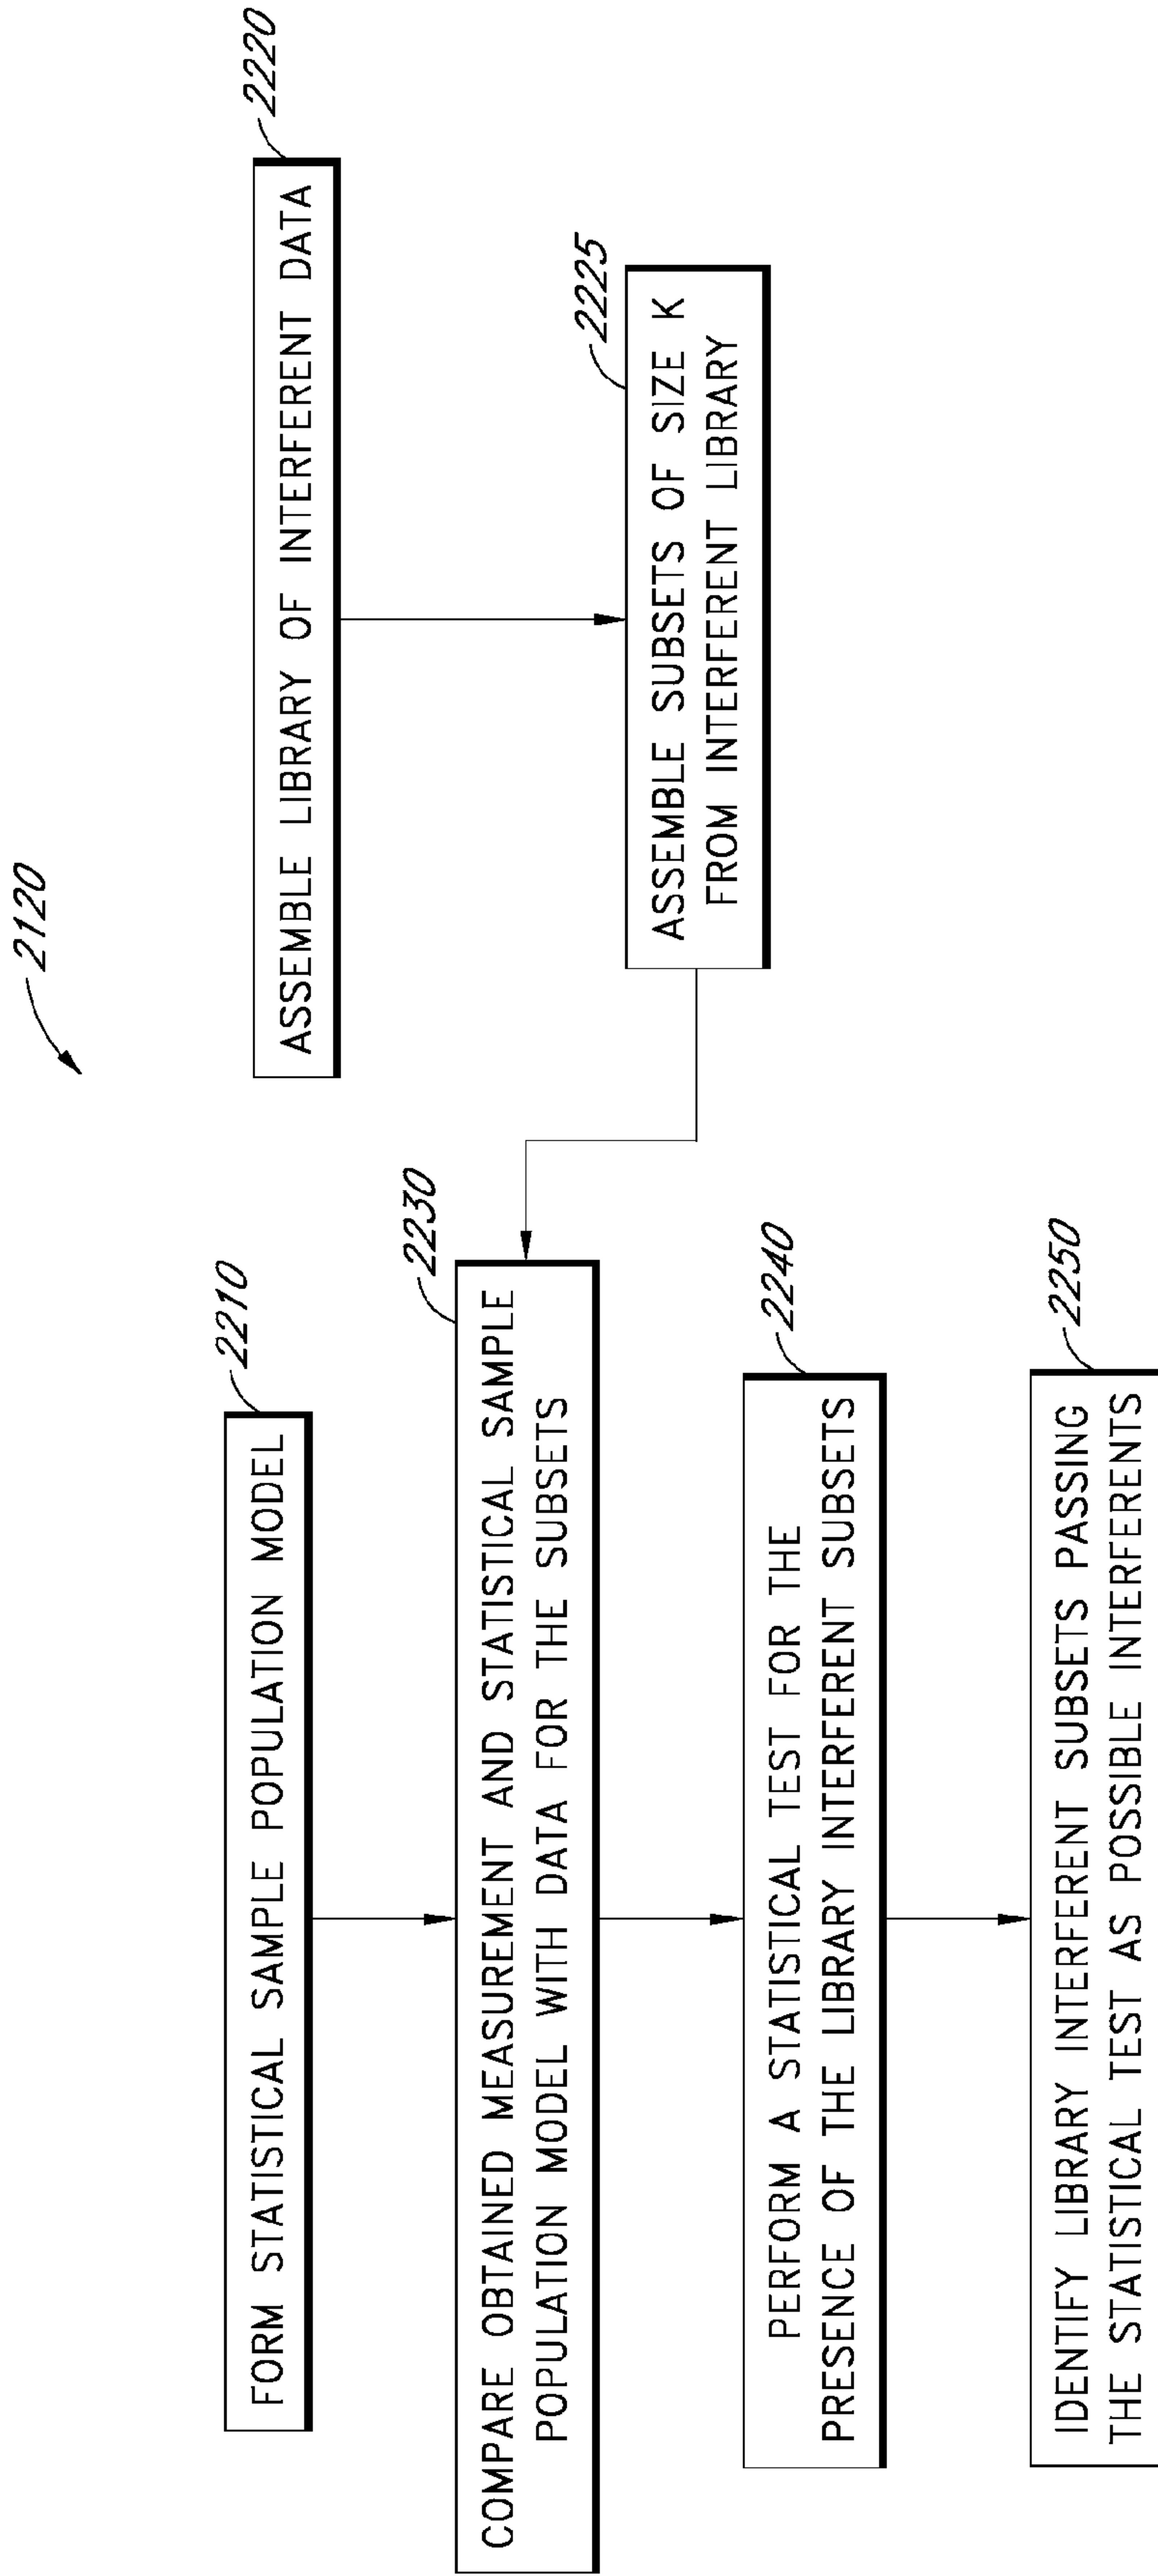 2120
2210
FORM STATISTICAL SAMPLE POPULATION MODEL
2220
ASSEMBLE LIBRARY OF INTERFERENT DATA
2225
ASSEMBLE SUBSETS OF SIZE K
FROM INTERFERENT LIBRARY
2230
COMPARE OBTAINED MEASUREMENT AND STATISTICAL SAMPLE
POPULATION MODEL WITH DATA FOR THE SUBSETS
2240
PERFORM A STATISTICAL TEST FOR THE
PRESENCE OF THE LIBRARY INTERFERENT SUBSETS
2250
IDENTIFY LIBRARY INTERFERENT SUBSETS PASSING
THE STATISTICAL TEST AS POSSIBLE INTERFERENTS